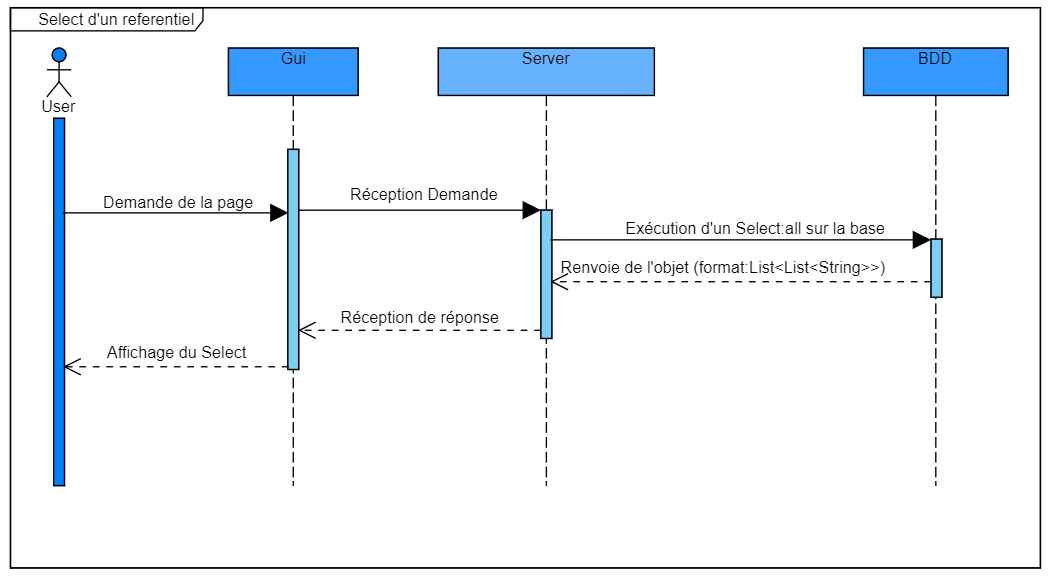 Select d'un referentiel
User
Gui
Server
BDD
Demande de la page
Réception Demande
Exécution d'un Select:all sur la base
Renvoie de l'objet (format:List<List<String>>)
Réception de réponse
Affichage du Select